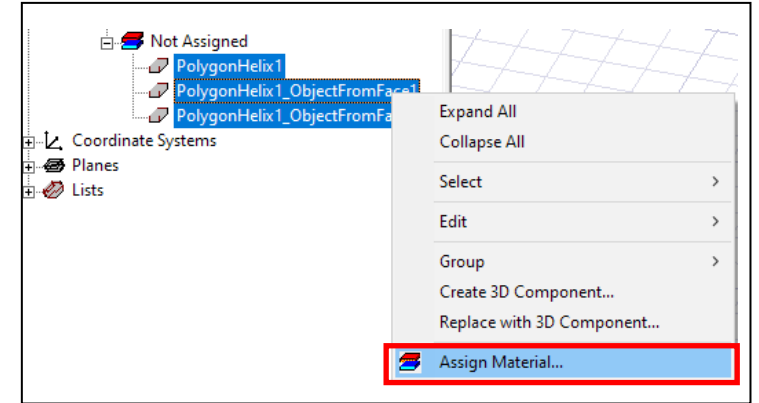 Not Assigned
PolygonHelix1
PolygonHelix1_ObjectFromFace1
PolygonHelix1_ObjectFromFa
Coordinate Systems
Planes
Lists
Expand All
Collapse All
Select
Edit
Group
Create 3D Component...
Replace with 3D Component...
Assign Material...